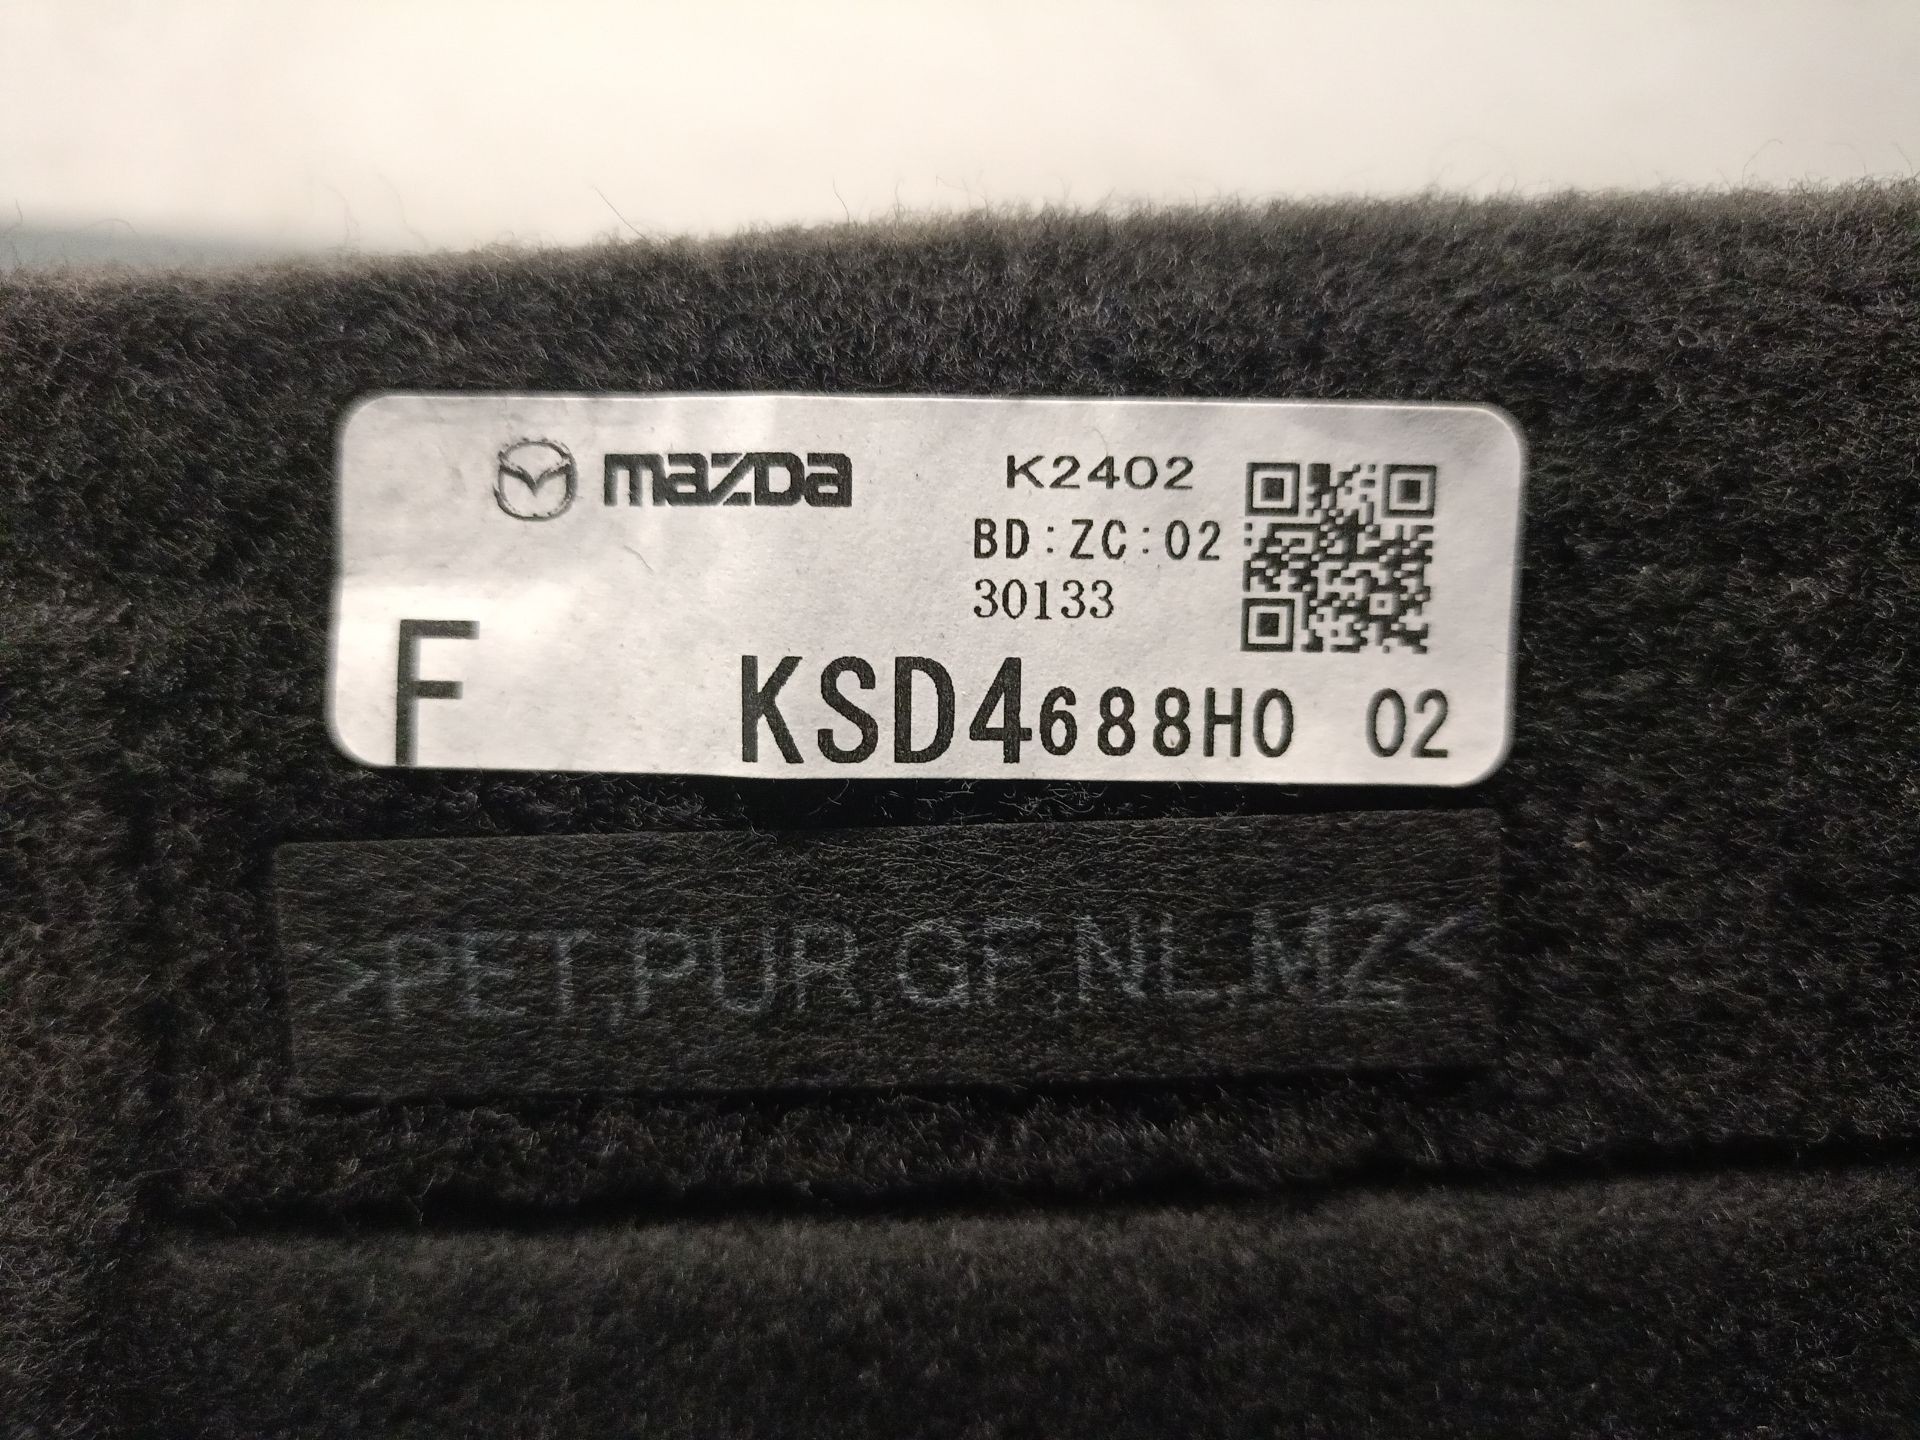 mazda K2402
BD:ZC:02
30133
F KSD4688H0 02
>PET,PUR,GF,NL,MZ<